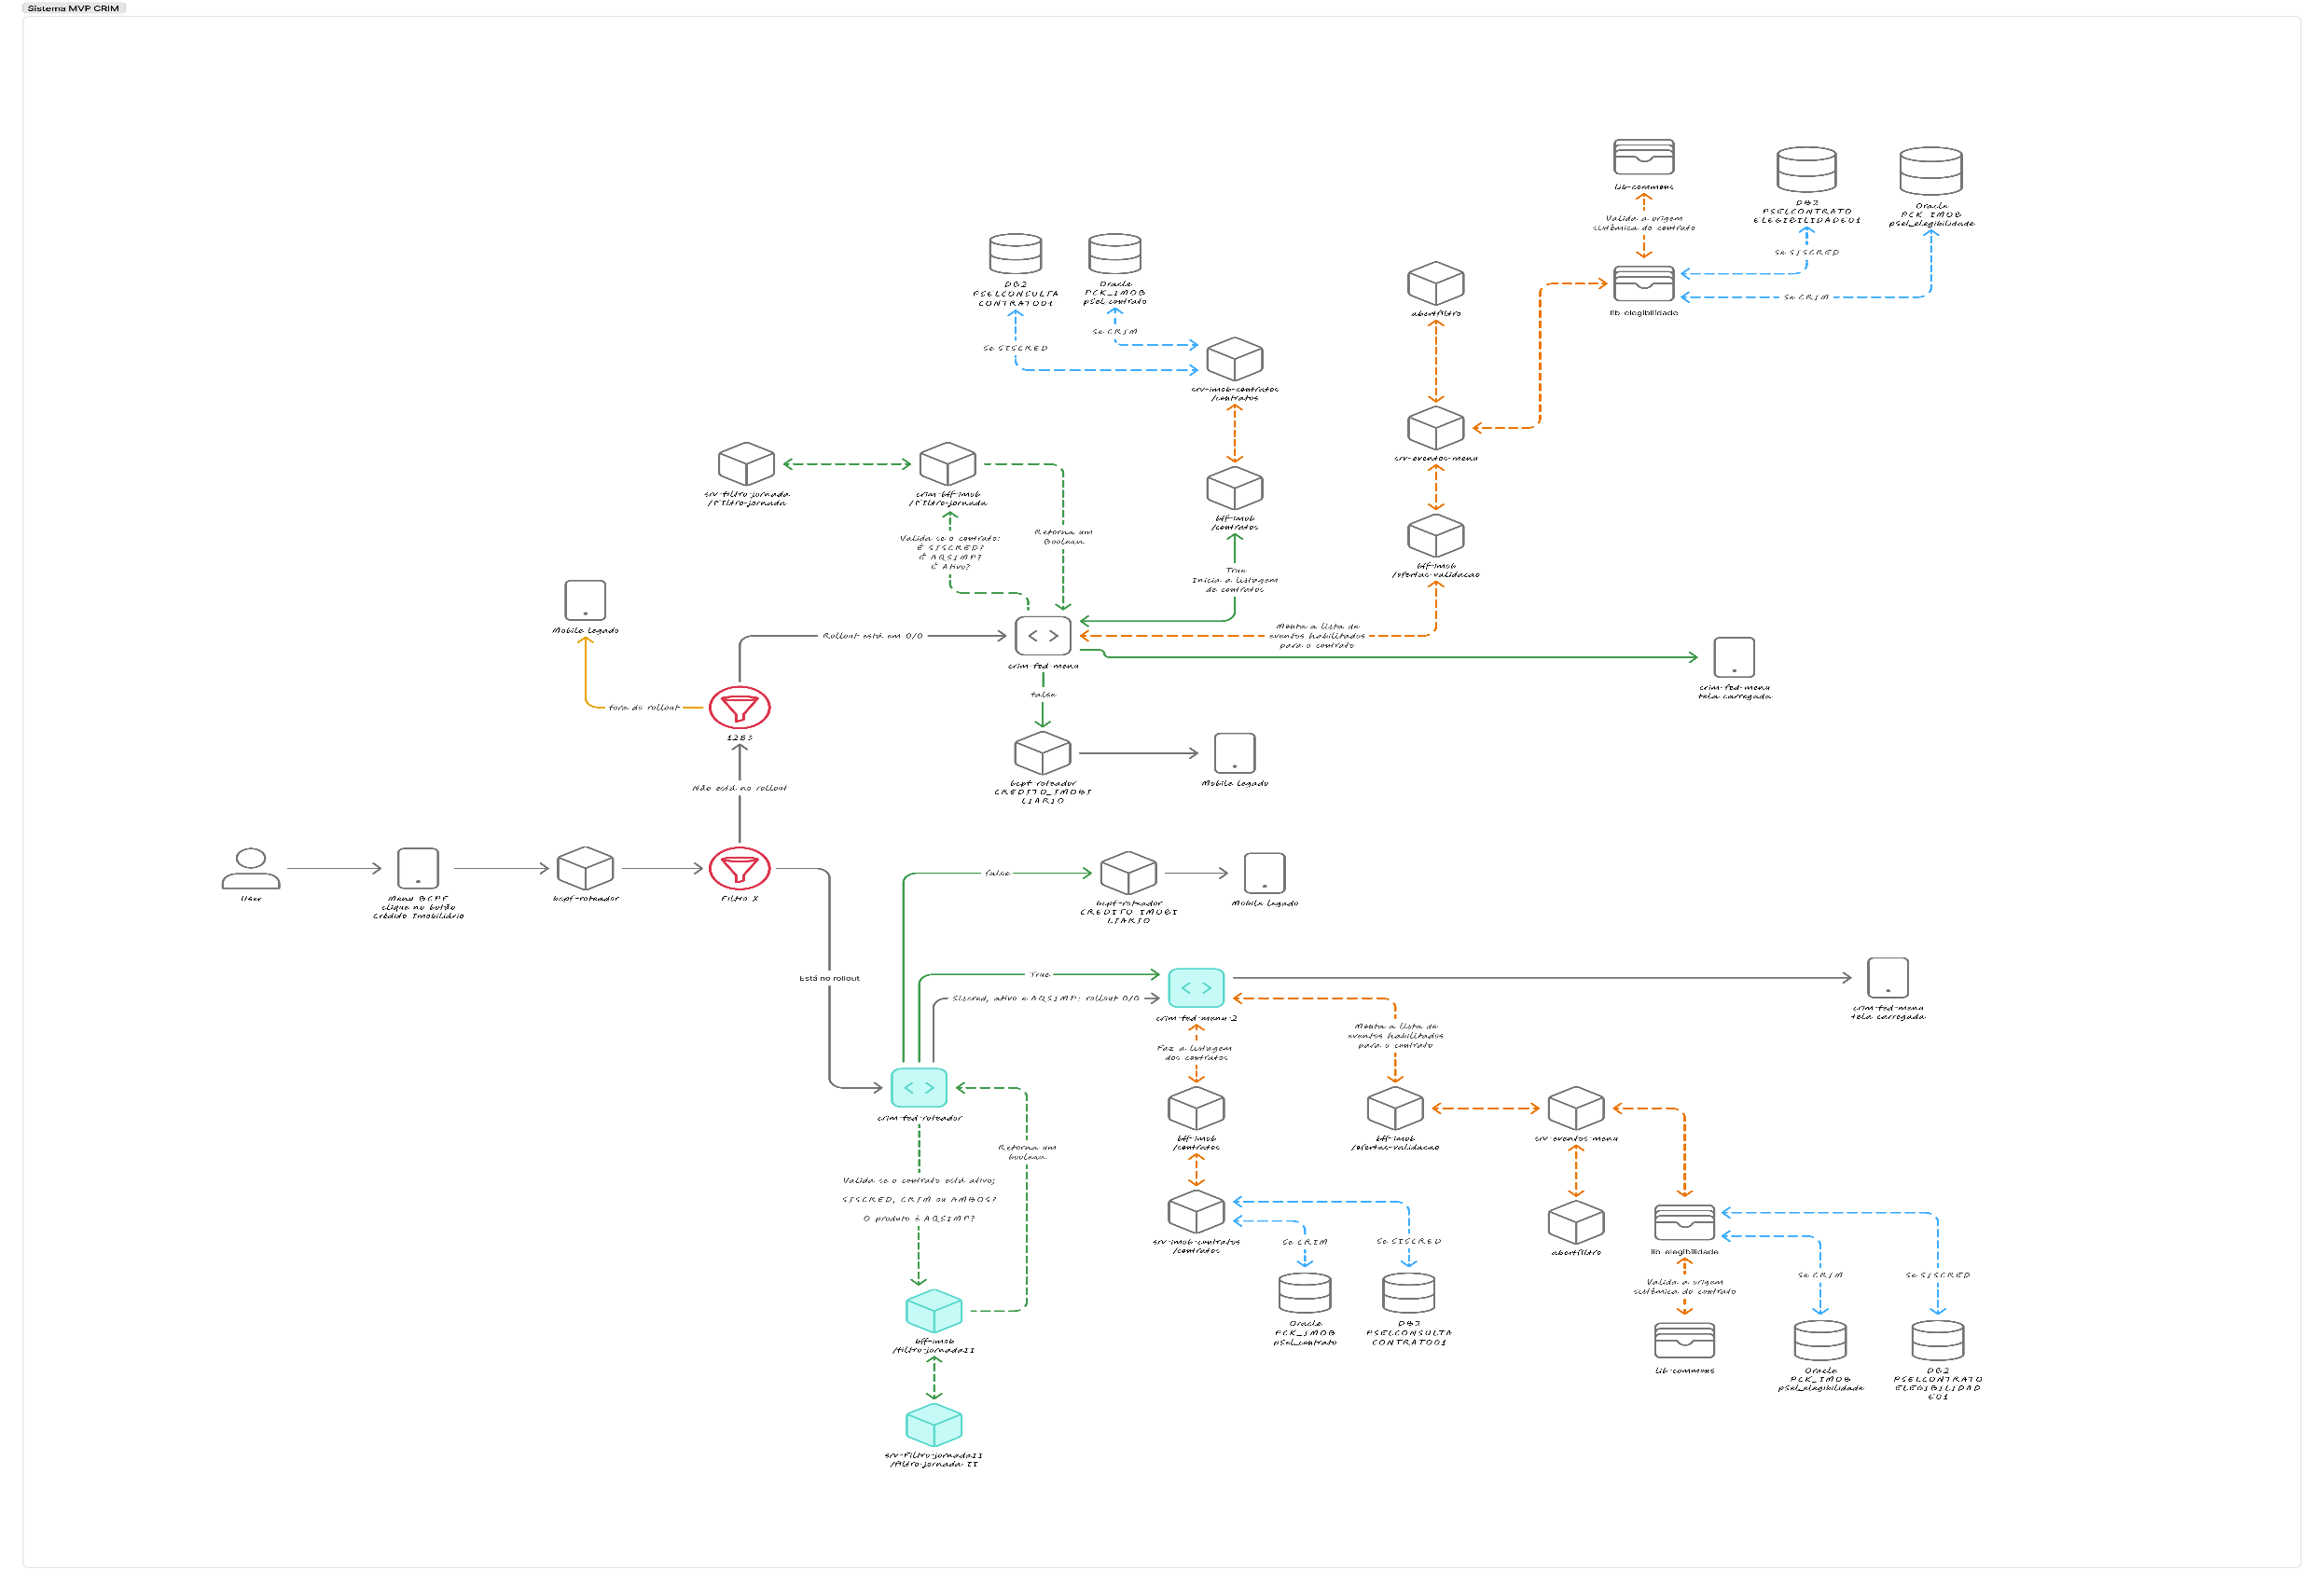 Sistema MVP CRIM
lib-commons
Valida a origem
sistêmica do contrato
DB2
PSELCONTRATO
ELEGIBILIDADE01
Oracle
PCK_IMOB
psel_elegibilidade
Se SISCRED
Se CRIM
lib-elegibilidade
DB2
PSELCONSULTA
CONTRATO01
Oracle
PCK_IMOB
psel_contrato
Se CRIM
Se SISCRED
abertfiltro
srv-imob-contratos
/contratos
srv-eventos-menu
srv-filtro-jornada
/filtro-jornada
crim-bff-imob
/filtro-jornada
Valida se o contrato:
É SISCRED?
É AQSIMP?
É Ativo?
Retorna um
Boolean
bff-imob
/contratos
True
Inicia a listagem
de contratos
bff-imob
/ofertas-validacao
Mobile Legado
Rollout está em 0/0
crim-fed-menu
Monta a lista de
eventos habilitados
para o contrato
crim-fed-menu
tela carregada
fora do rollout
1283
false
bcpf-roteador
CREDITO_IMOBI
LIARIO
Mobile Legado
Não está no rollout
User
Menu BCPF
clique no botão
Crédito Imobiliário
bcpf-roteador
Filtro X
false
bcpf-roteador
CREDITO IMOBI
LIARIO
Mobile Legado
Está no rollout
True
Siscred, ativo e AQSIMP: rollout 0/0
crim-fed-menu-2
crim-fed-menu
tela carregada
Faz a listagem
dos contratos
Monta a lista de
eventos habilitados
para o contrato
crim-fed-roteador
Retorna um
boolean
bff-imob
/contratos
bff-imob
/ofertas-validacao
srv-eventos-menu
Valida se o contrato está ativo;
SISCRED, CRIM ou AMBOS?
O produto é AQSIMP?
srv-imob-contratos
/contratos
Se CRIM
Se SISCRED
abertfiltro
lib-elegibilidade
Valida a origem
sistêmica do contrato
Se CRIM
Se SISCRED
Oracle
PCK_IMOB
psel_contrato
DB2
PSELCONSULTA
CONTRATO01
bff-imob
/filtro-jornadaII
lib-commons
Oracle
PCK_IMOB
psel_elegibilidade
DB2
PSELCONTRATO
ELEGIBILIDAD
E01
srv-Filtro-jornadaII
/filtro-jornada II